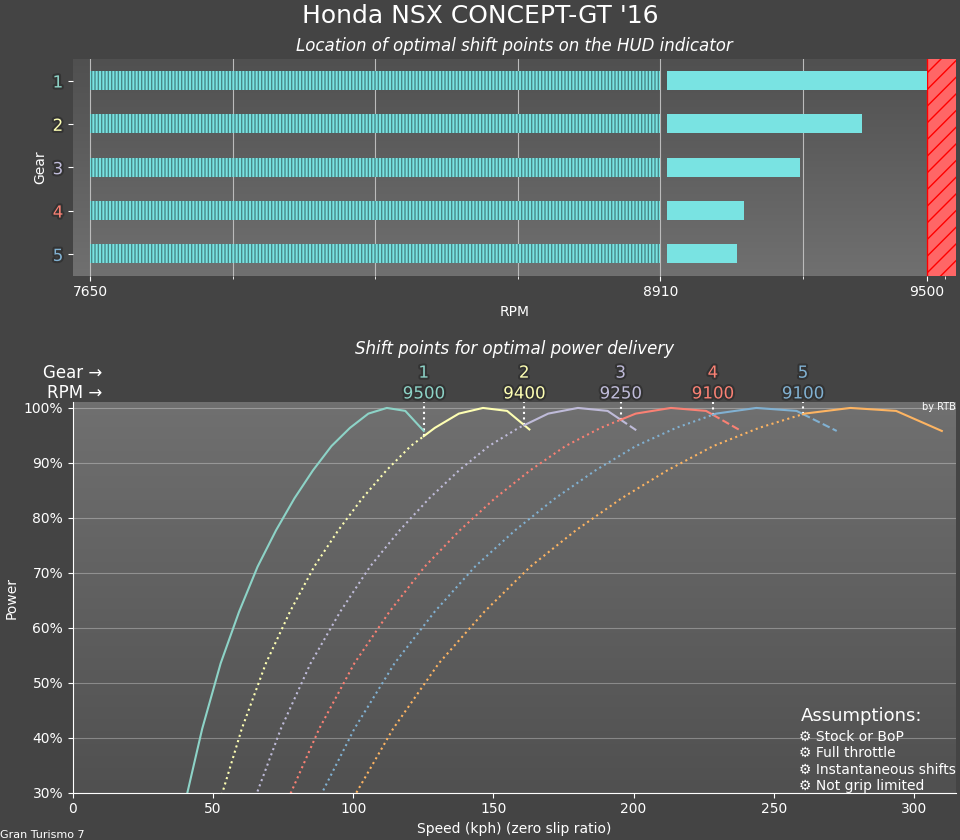 Honda NSX CONCEPT-GT '16
Location of optimal shift points on the HUD indicator
Gear
1
2
3
4
5
7650 8910 9500
RPM
Shift points for optimal power delivery
Gear → 1 2 3 4 5
RPM → 9500 9400 9250 9100 9100
by RTB
Power
100%
90%
80%
70%
60%
50%
40%
30%
Assumptions:
⚙ Stock or BoP
⚙ Full throttle
⚙ Instantaneous shifts
⚙ Not grip limited
0 50 100 150 200 250 300
Speed (kph) (zero slip ratio)
Gran Turismo 7